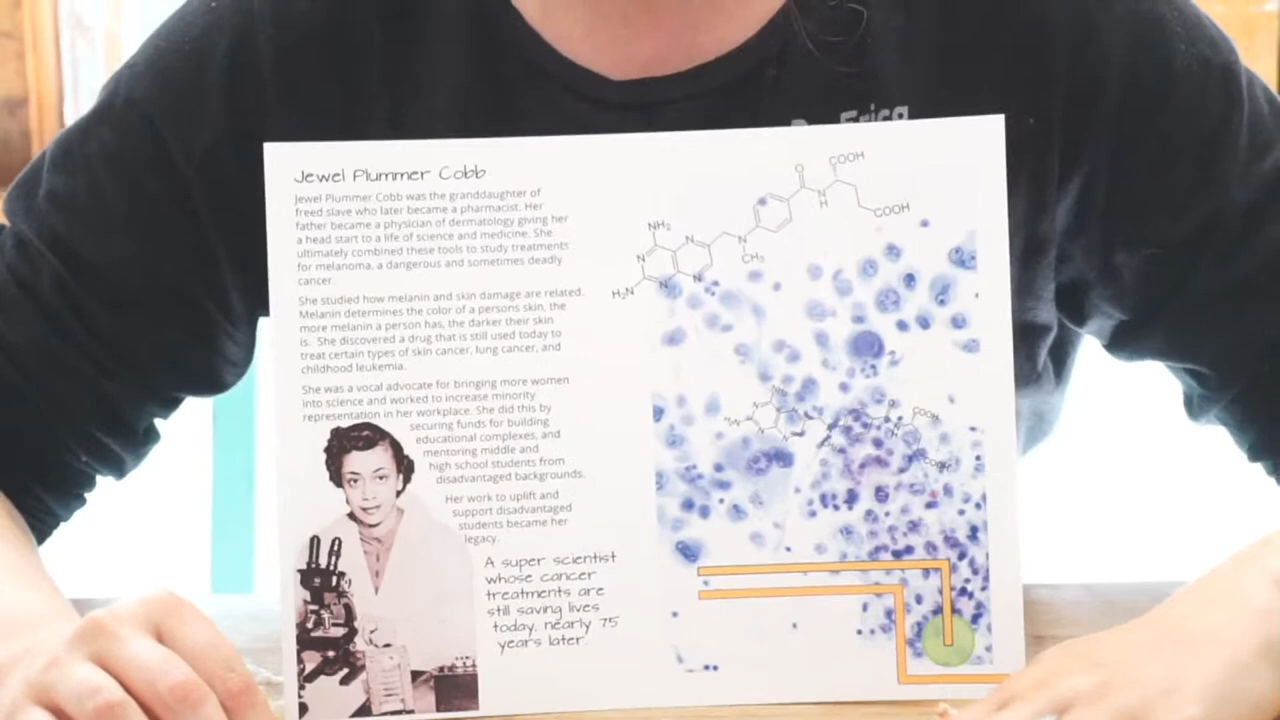 Dr. Erica
Jewel Plummer Cobb
Jewel Plummer Cobb was the granddaughter of
freed slave who later became a pharmacist. Her
father became a physician of dermatology giving her
a head start to a life of science and medicine. She
ultimately combined these tools to study treatments
for melanoma, a dangerous and sometimes deadly
cancer.
She studied how melanin and skin damage are related.
Melanin determines the color of a persons skin, the
more melanin a person has, the darker their skin
is. She discovered a drug that is still used today to
treat certain types of skin cancer, lung cancer, and
childhood leukemia.
She was a vocal advocate for bringing more women
into science and worked to increase minority
representation in her workplace. She did this by
securing funds for building
educational complexes, and
mentoring middle and
high school students from
disadvantaged backgrounds.
Her work to uplift and
support disadvantaged
students became her
legacy.
A super scientist
whose cancer
treatments are
still saving lives
today, nearly 75
years later.
COOH
O
N
H
COOH
NH₂
N
N
N
CH₃
N
N
H₂N
COOH
COOH